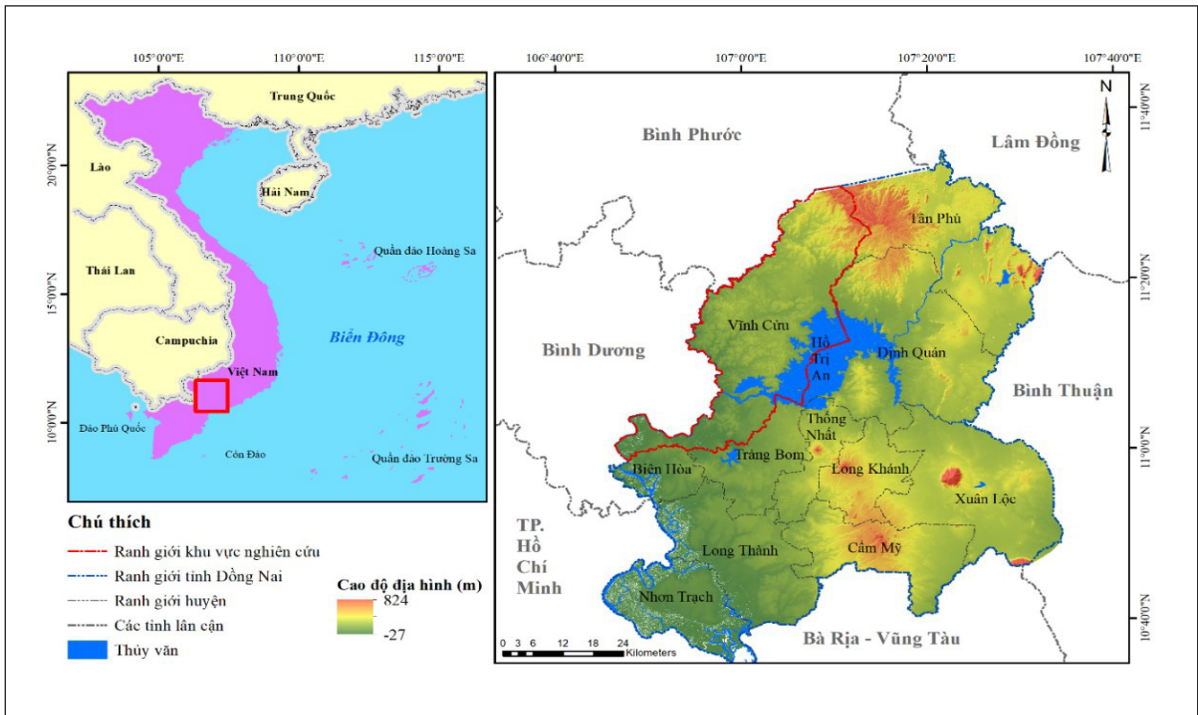 105°0'0"E
110°0'0"E
115°0'0"E
20°0'0"N
15°0'0"N
10°0'0"N
Trung Quốc
Lào
Hải Nam
Thái Lan
Quần đảo Hoàng Sa
Campuchia
Biển Đông
Việt Nam
Đảo Phú Quốc
Côn Đảo
Quần đảo Trường Sa
Chú thích
Ranh giới khu vực nghiên cứu
Ranh giới tỉnh Đồng Nai
Ranh giới huyện
Các tỉnh lân cận
Thủy văn
Cao độ địa hình (m)
824
-27
106°40'0"E
107°0'0"E
107°20'0"E
107°40'0"E
11°40'0"N
11°20'0"N
11°0'0"N
10°40'0"N
N
Bình Phước
Lâm Đồng
Tân Phú
Vĩnh Cửu
Hồ
Trị
An
Định Quán
Bình Dương
Bình Thuận
Thống
Nhất
Trảng Bom
Biên Hòa
Long Khánh
Xuân Lộc
TP.
Hồ
Chí
Minh
Long Thành
Cẩm Mỹ
Nhơn Trạch
Bà Rịa - Vũng Tàu
0 3 6 12 18 24
Kilometers